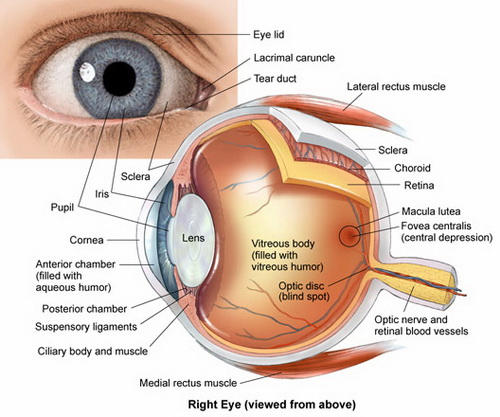 Eye lid
Lacrimal caruncle
Tear duct
Lateral rectus muscle
Sclera
Choroid
Retina
Macula lutea
Fovea centralis
(central depression)
Sclera
Iris
Pupil
Cornea
Lens
Vitreous body
(filled with
vitreous humor)
Anterior chamber
(filled with
aqueous humor)
Optic disc
(blind spot)
Posterior chamber
Suspensory ligaments
Optic nerve and
retinal blood vessels
Ciliary body and muscle
Medial rectus muscle
Right Eye (viewed from above)